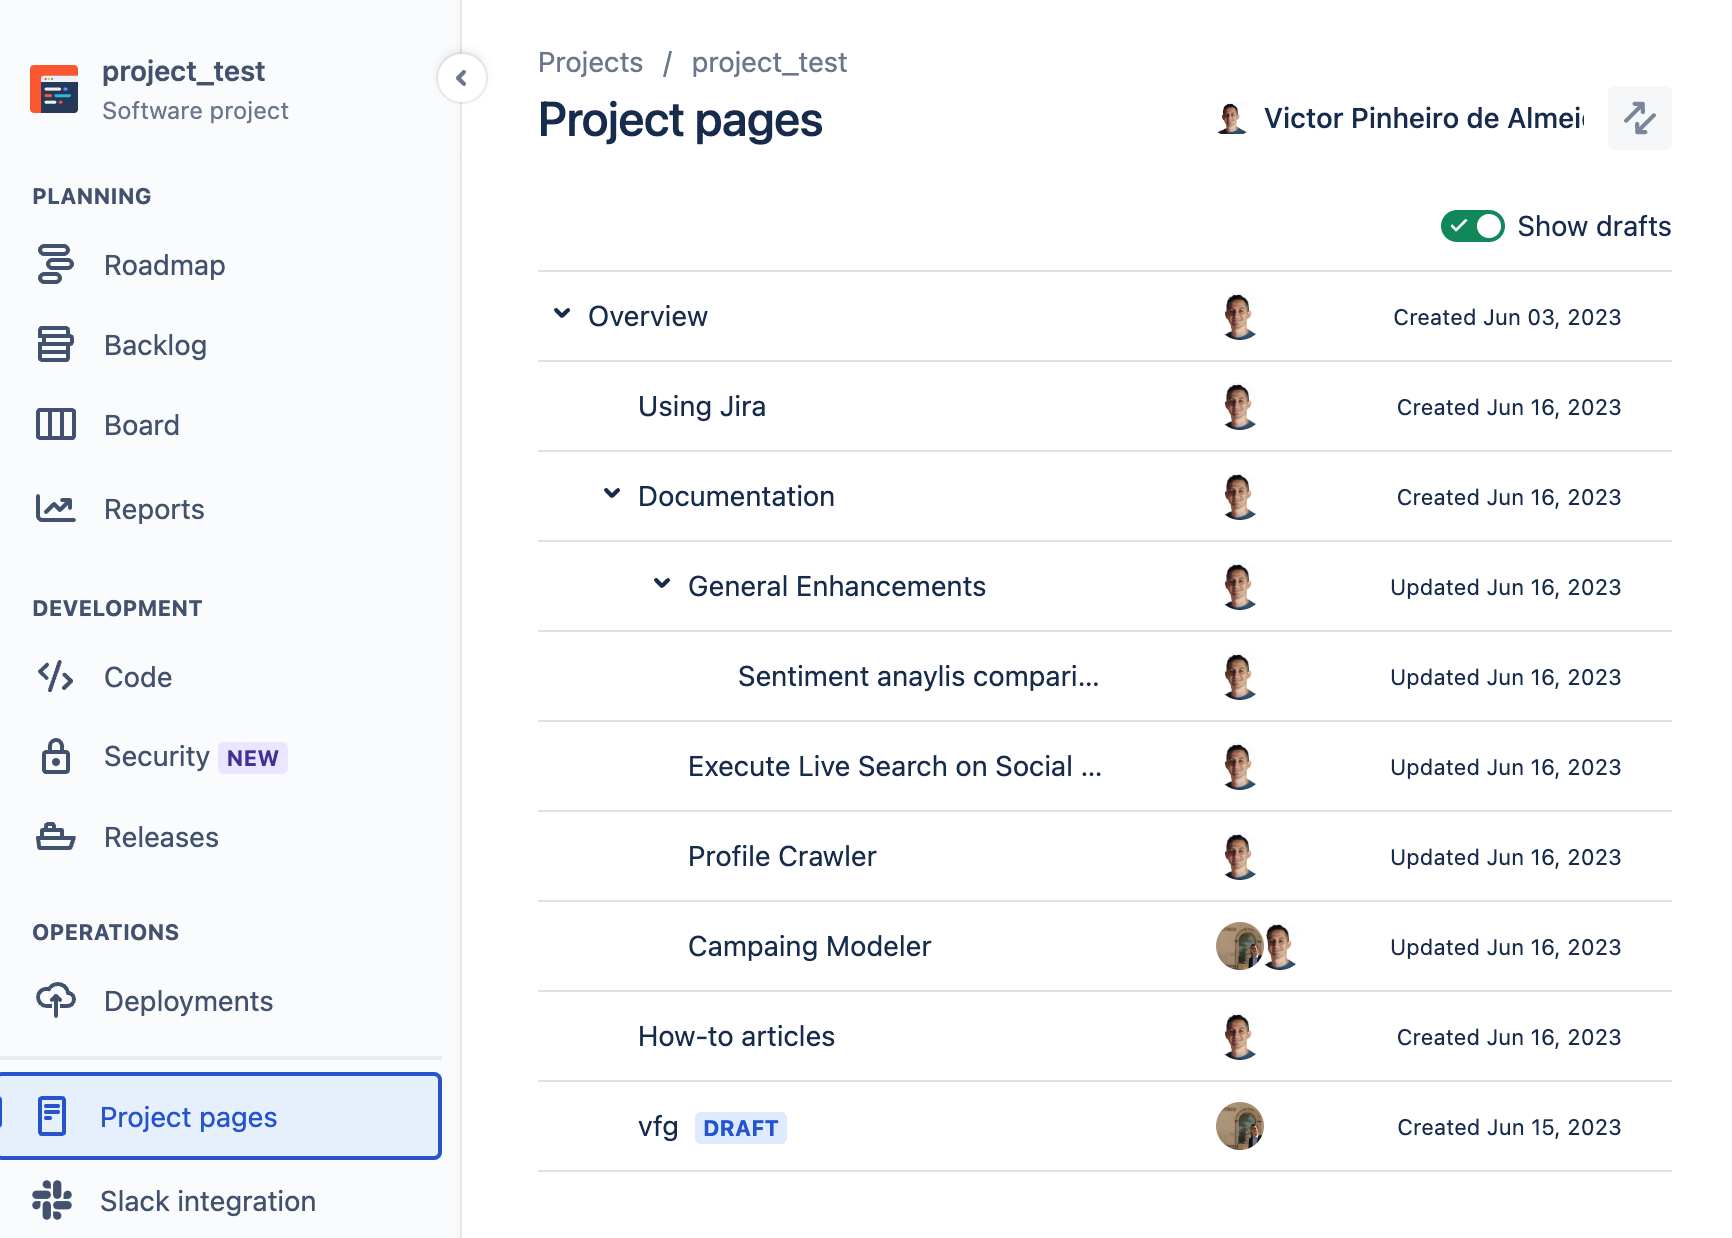 project_test
Software project
PLANNING
Roadmap
Backlog
Board
Reports
DEVELOPMENT
Code
Security NEW
Releases
OPERATIONS
Deployments
Project pages
Slack integration
Projects / project_test
Project pages
Victor Pinheiro de Almei
Show drafts
Overview Created Jun 03, 2023
Using Jira Created Jun 16, 2023
Documentation Created Jun 16, 2023
General Enhancements Updated Jun 16, 2023
Sentiment anaylis compari... Updated Jun 16, 2023
Execute Live Search on Social ... Updated Jun 16, 2023
Profile Crawler Updated Jun 16, 2023
Campaing Modeler Updated Jun 16, 2023
How-to articles Created Jun 16, 2023
vfg DRAFT Created Jun 15, 2023